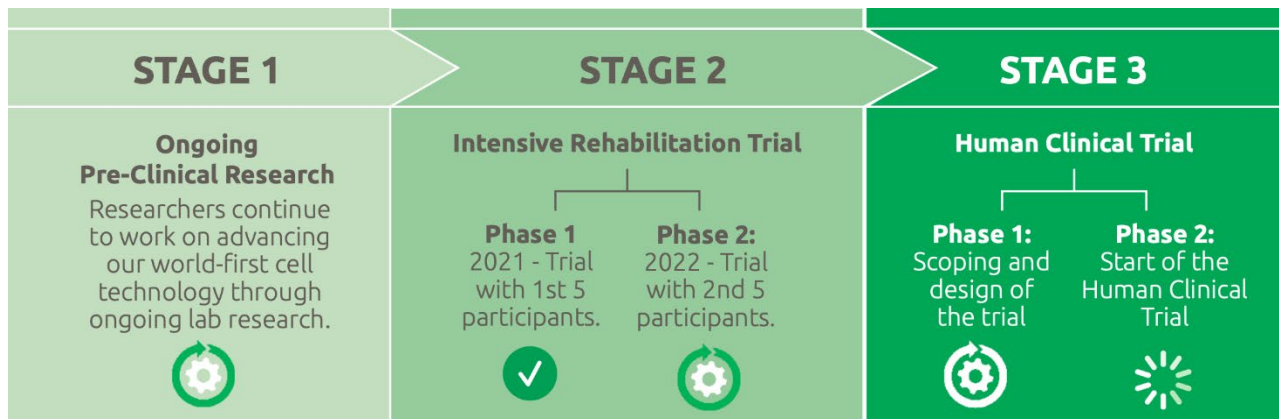 STAGE 1
Ongoing
Pre-Clinical Research
Researchers continue
to work on advancing
our world-first cell
technology through
ongoing lab research.
STAGE 2
Intensive Rehabilitation Trial
Phase 1
2021 - Trial
with 1st 5
participants.
Phase 2:
2022 - Trial
with 2nd 5
participants.
STAGE 3
Human Clinical Trial
Phase 1:
Scoping and
design of
the trial
Phase 2:
Start of the
Human Clinical
Trial